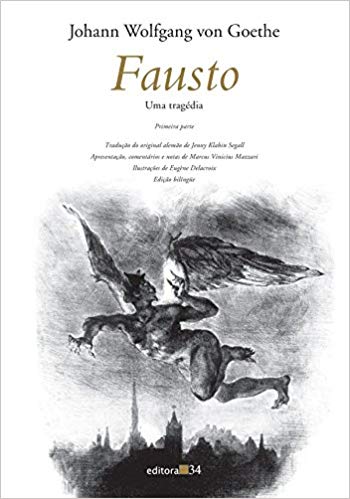 Johann Wolfgang von Goethe
Fausto
Uma tragédia
Primeira parte
Tradução do original alemão de Jenny Klabin Segall
Apresentação, comentários e notas de Marcus Vinicius Mazzari
Ilustrações de Eugène Delacroix
Edição bilíngüe
editora 34